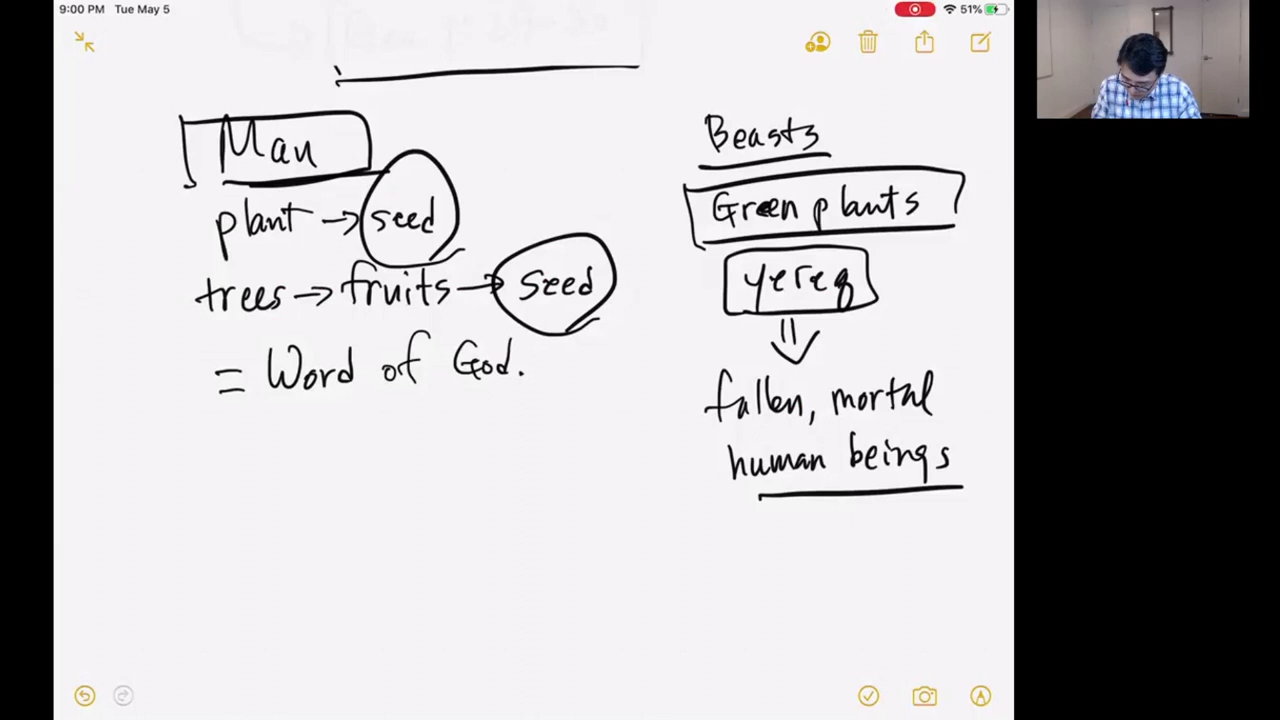 9:00 PM Tue May 5
51%
Man
plant → seed
trees → fruits → seed
= Word of God.
Beasts
Green plants
yereq
fallen, mortal
human beings